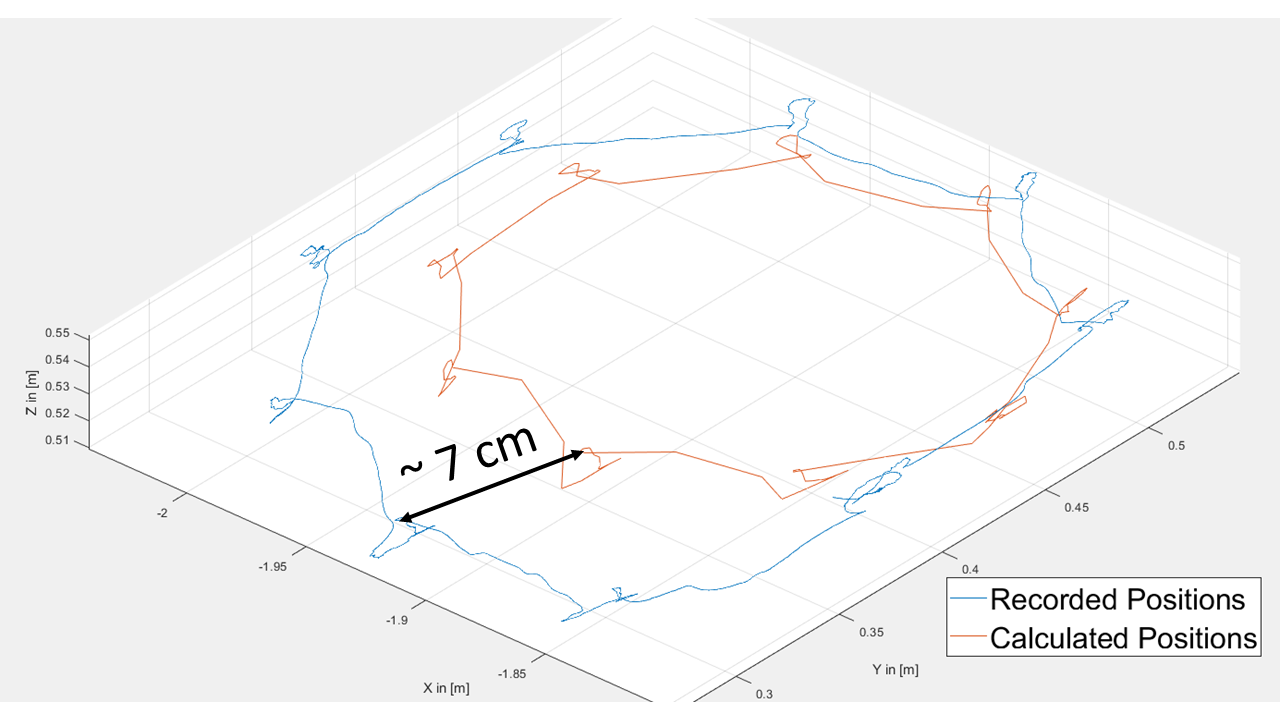 0.55
0.54
0.53
0.52
0.51
Z in [m]
~ 7 cm
-2
-1.95
-1.9
-1.85
X in [m]
0.5
0.45
0.4
0.35
0.3
Y in [m]
Recorded Positions
Calculated Positions